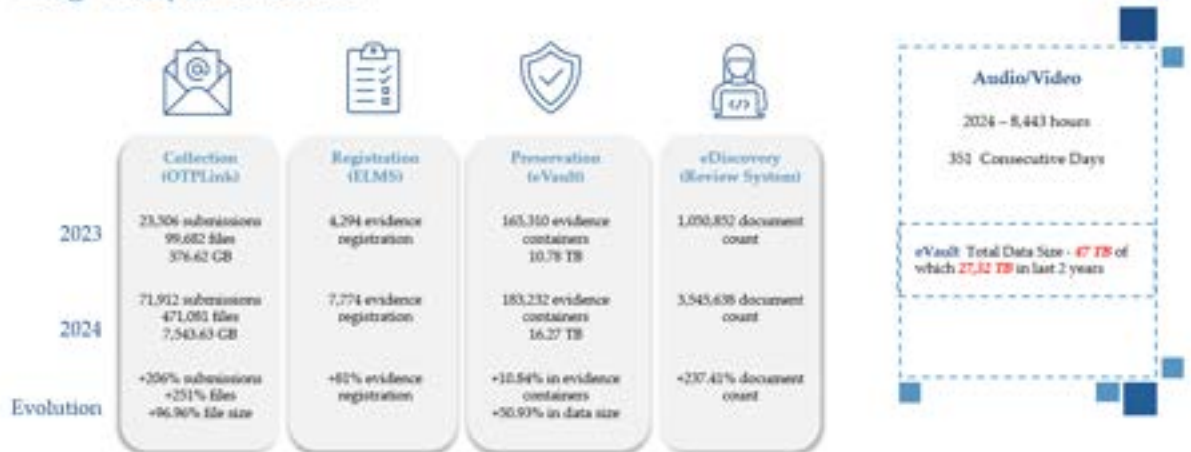 Collection
(OTPLink)
Registration
(ELMS)
Preservation
(eVault)
eDiscovery
(Review System)
2023
23,306 submissions
99,682 files
376.62 GB
4,294 evidence
registration
163,310 evidence
containers
10.78 TB
1,050,852 document
count
2024
71,912 submissions
471,081 files
7,543.63 GB
7,774 evidence
registration
183,232 evidence
containers
16.27 TB
3,545,638 document
count
Evolution
+206% submissions
+251% files
+96.96% file size
+81% evidence
registration
+10.84% in evidence
containers
+50.93% in data size
+237.41% document
count
Audio/Video
2024 – 8,443 hours
351 Consecutive Days
eVault Total Data Size - 47 TB of
which 27,32 TB in last 2 years